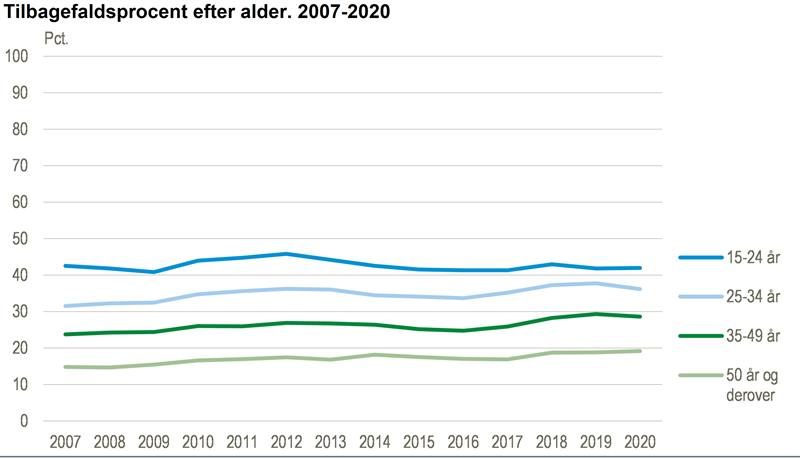 Tilbagefaldsprocent efter alder. 2007-2020
Pct.
100
90
80
70
60
50
40
30
20
10
0
2007 2008 2009 2010 2011 2012 2013 2014 2015 2016 2017 2018 2019 2020
15-24 år
25-34 år
35-49 år
50 år og
derover